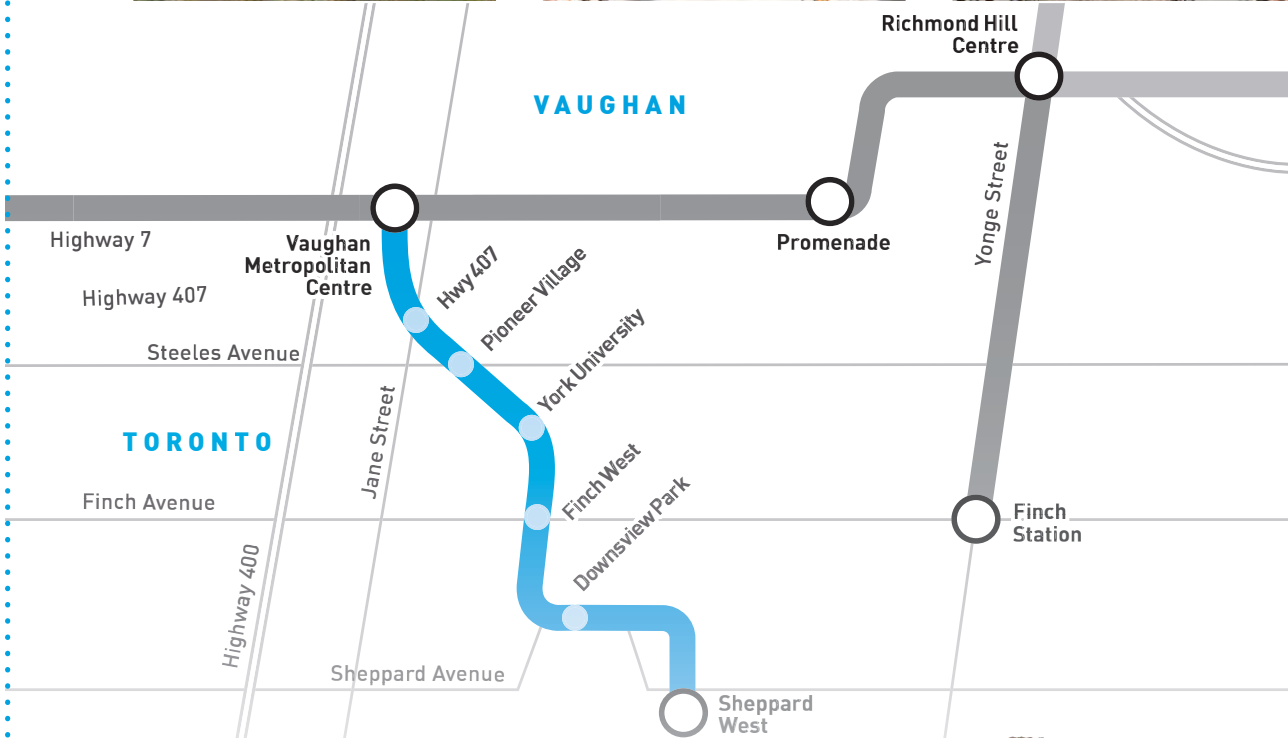 Richmond Hill
Centre
VAUGHAN
Yonge Street
Highway 7
Vaughan
Metropolitan
Centre
Promenade
Highway 407
Hwy 407
Pioneer Village
Steeles Avenue
York University
TORONTO
Jane Street
Finch Avenue
Finch West
Downsview Park
Finch
Station
Highway 400
Sheppard Avenue
Sheppard
West